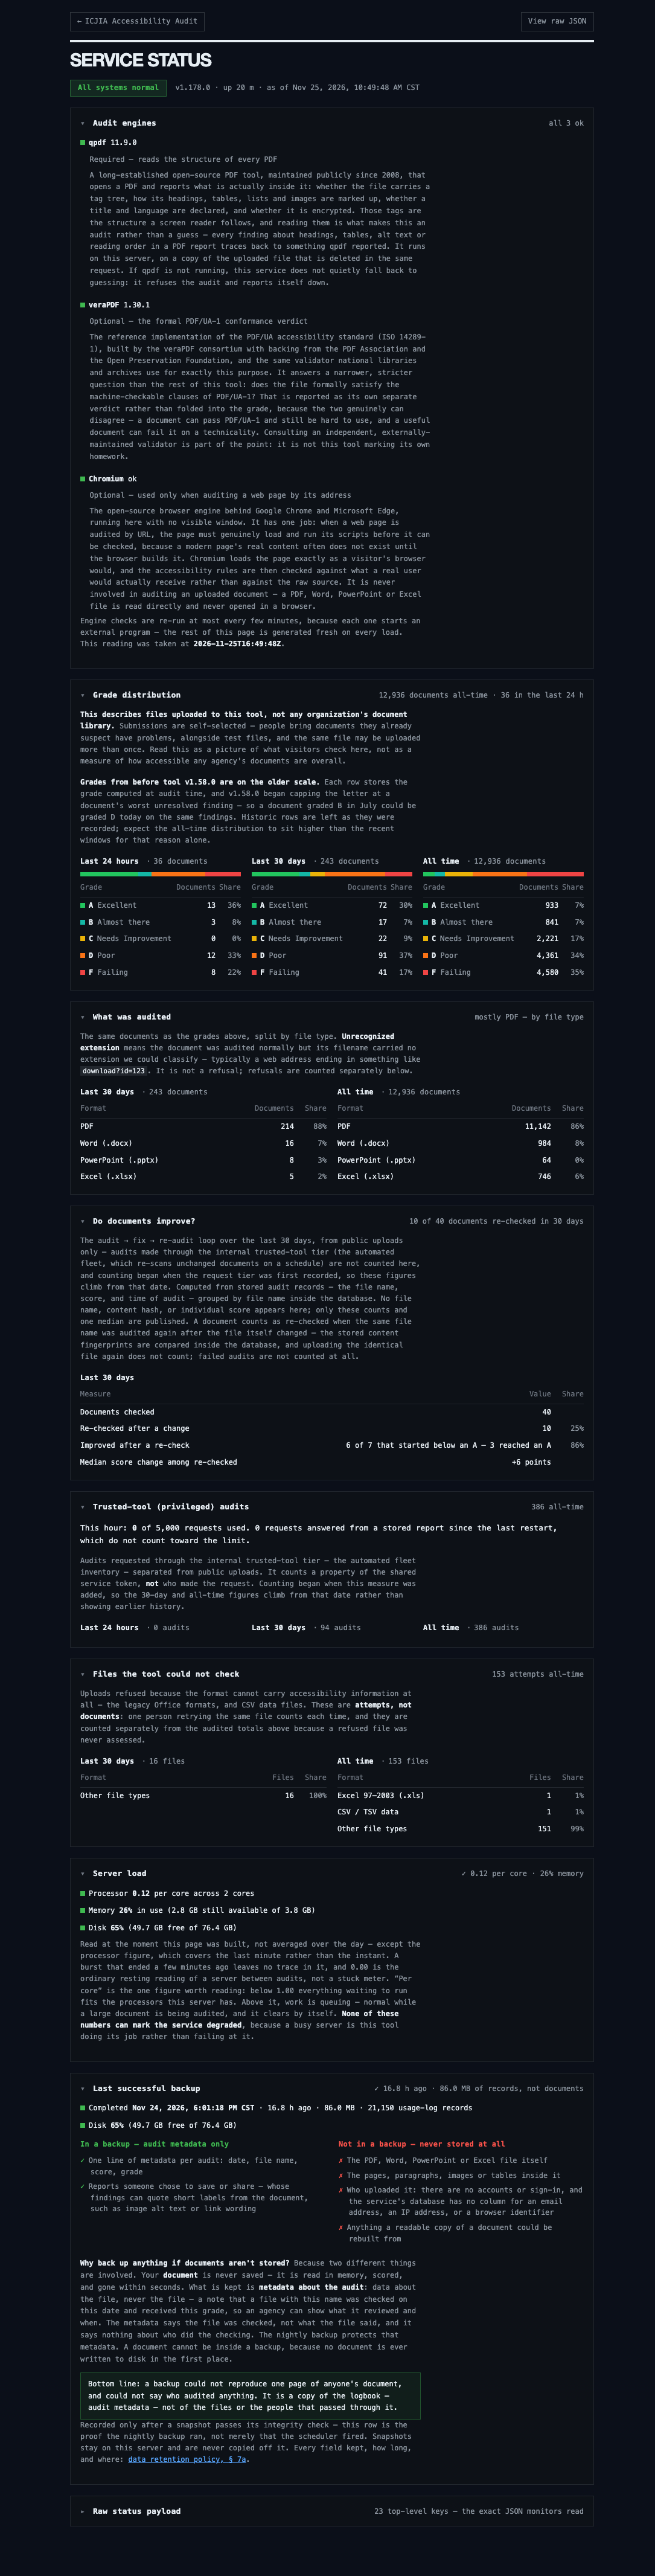 ← ICJIA Accessibility Audit
View raw JSON
SERVICE STATUS
All systems normal
v1.178.0 · up 20 m · as of Nov 25, 2026, 10:49:48 AM CST
▾ Audit engines
all 3 ok
qpdf 11.9.0
Required — reads the structure of every PDF
A long-established open-source PDF tool, maintained publicly since 2008, that
opens a PDF and reports what is actually inside it: whether the file carries a
tag tree, how its headings, tables, lists and images are marked up, whether a
title and language are declared, and whether it is encrypted. Those tags are
the structure a screen reader follows, and reading them is what makes this an
audit rather than a guess — every finding about headings, tables, alt text or
reading order in a PDF report traces back to something qpdf reported. It runs
on this server, on a copy of the uploaded file that is deleted in the same
request. If qpdf is not running, this service does not quietly fall back to
guessing: it refuses the audit and reports itself down.
veraPDF 1.30.1
Optional — the formal PDF/UA-1 conformance verdict
The reference implementation of the PDF/UA accessibility standard (ISO 14289-
1), built by the veraPDF consortium with backing from the PDF Association and
the Open Preservation Foundation, and the same validator national libraries
and archives use for exactly this purpose. It answers a narrower, stricter
question than the rest of this tool: does the file formally satisfy the
machine-checkable clauses of PDF/UA-1? That is reported as its own separate
verdict rather than folded into the grade, because the two genuinely can
disagree — a document can pass PDF/UA-1 and still be hard to use, and a useful
document can fail it on a technicality. Consulting an independent, externally-
maintained validator is part of the point: it is not this tool marking its own
homework.
Chromium ok
Optional — used only when auditing a web page by its address
The open-source browser engine behind Google Chrome and Microsoft Edge,
running here with no visible window. It has one job: when a web page is
audited by URL, the page must genuinely load and run its scripts before it can
be checked, because a modern page's real content often does not exist until
the browser builds it. Chromium loads the page exactly as a visitor's browser
would, and the accessibility rules are then checked against what a real user
would actually receive rather than against the raw source. It is never
involved in auditing an uploaded document — a PDF, Word, PowerPoint or Excel
file is read directly and never opened in a browser.
Engine checks are re-run at most every few minutes, because each one starts an
external program — the rest of this page is generated fresh on every load.
This reading was taken at 2026-11-25T16:49:48Z.
▾ Grade distribution
12,936 documents all-time · 36 in the last 24 h
This describes files uploaded to this tool, not any organization's document
library. Submissions are self-selected — people bring documents they already
suspect have problems, alongside test files, and the same file may be uploaded
more than once. Read this as a picture of what visitors check here, not as a
measure of how accessible any agency's documents are overall.
Grades from before tool v1.58.0 are on the older scale. Each row stores the
grade computed at audit time, and v1.58.0 began capping the letter at a
document's worst unresolved finding — so a document graded B in July could be
graded D today on the same findings. Historic rows are left as they were
recorded; expect the all-time distribution to sit higher than the recent
windows for that reason alone.
Last 24 hours · 36 documents
Grade Documents Share
A Excellent 13 36%
B Almost there 3 8%
C Needs Improvement 0 0%
D Poor 12 33%
F Failing 8 22%
Last 30 days · 243 documents
Grade Documents Share
A Excellent 72 30%
B Almost there 17 7%
C Needs Improvement 22 9%
D Poor 91 37%
F Failing 41 17%
All time · 12,936 documents
Grade Documents Share
A Excellent 933 7%
B Almost there 841 7%
C Needs Improvement 2,221 17%
D Poor 4,361 34%
F Failing 4,580 35%
▾ What was audited
mostly PDF — by file type
The same documents as the grades above, split by file type. Unrecognized
extension means the document was audited normally but its filename carried no
extension we could classify — typically a web address ending in something like
download?id=123. It is not a refusal; refusals are counted separately below.
Last 30 days · 243 documents
Format Documents Share
PDF 214 88%
Word (.docx) 16 7%
PowerPoint (.pptx) 8 3%
Excel (.xlsx) 5 2%
All time · 12,936 documents
Format Documents Share
PDF 11,142 86%
Word (.docx) 984 8%
PowerPoint (.pptx) 64 0%
Excel (.xlsx) 746 6%
▾ Do documents improve?
10 of 40 documents re-checked in 30 days
The audit → fix → re-audit loop over the last 30 days, from public uploads
only — audits made through the internal trusted-tool tier (the automated
fleet, which re-scans unchanged documents on a schedule) are not counted here,
and counting began when the request tier was first recorded, so these figures
climb from that date. Computed from stored audit records — the file name,
score, and time of audit — grouped by file name inside the database. No file
name, content hash, or individual score appears here; only these counts and
one median are published. A document counts as re-checked when the same file
name was audited again after the file itself changed — the stored content
fingerprints are compared inside the database, and uploading the identical
file again does not count; failed audits are not counted at all.
Last 30 days
Measure Value Share
Documents checked 40
Re-checked after a change 10 25%
Improved after a re-check 6 of 7 that started below an A — 3 reached an A 86%
Median score change among re-checked +6 points
▾ Trusted-tool (privileged) audits
386 all-time
This hour: 0 of 5,000 requests used. 0 requests answered from a stored report since the last restart,
which do not count toward the limit.
Audits requested through the internal trusted-tool tier — the automated fleet
inventory — separated from public uploads. It counts a property of the shared
service token, not who made the request. Counting began when this measure was
added, so the 30-day and all-time figures climb from that date rather than
showing earlier history.
Last 24 hours · 0 audits
Last 30 days · 94 audits
All time · 386 audits
▾ Files the tool could not check
153 attempts all-time
Uploads refused because the format cannot carry accessibility information at
all — the legacy Office formats, and CSV data files. These are attempts, not
documents: one person retrying the same file counts each time, and they are
counted separately from the audited totals above because a refused file was
never assessed.
Last 30 days · 16 files
Format Files Share
Other file types 16 100%
All time · 153 files
Format Files Share
Excel 97–2003 (.xls) 1 1%
CSV / TSV data 1 1%
Other file types 151 99%
▾ Server load
✓ 0.12 per core · 26% memory
Processor 0.12 per core across 2 cores
Memory 26% in use (2.8 GB still available of 3.8 GB)
Disk 65% (49.7 GB free of 76.4 GB)
Read at the moment this page was built, not averaged over the day — except the
processor figure, which covers the last minute rather than the instant. A
burst that ended a few minutes ago leaves no trace in it, and 0.00 is the
ordinary resting reading of a server between audits, not a stuck meter. “Per
core” is the one figure worth reading: below 1.00 everything waiting to run
fits the processors this server has. Above it, work is queuing — normal while
a large document is being audited, and it clears by itself. None of these
numbers can mark the service degraded, because a busy server is this tool
doing its job rather than failing at it.
▾ Last successful backup
✓ 16.8 h ago · 86.0 MB of records, not documents
Completed Nov 24, 2026, 6:01:18 PM CST · 16.8 h ago · 86.0 MB · 21,150 usage-log records
Disk 65% (49.7 GB free of 76.4 GB)
In a backup — audit metadata only
✓ One line of metadata per audit: date, file name,
score, grade
✓ Reports someone chose to save or share — whose
findings can quote short labels from the document,
such as image alt text or link wording
Not in a backup — never stored at all
✗ The PDF, Word, PowerPoint or Excel file itself
✗ The pages, paragraphs, images or tables inside it
✗ Who uploaded it: there are no accounts or sign-in, and
the service's database has no column for an email
address, an IP address, or a browser identifier
✗ Anything a readable copy of a document could be
rebuilt from
Why back up anything if documents aren't stored? Because two different things
are involved. Your document is never saved — it is read in memory, scored,
and gone within seconds. What is kept is metadata about the audit: data about
the file, never the file — a note that a file with this name was checked on
this date and received this grade, so an agency can show what it reviewed and
when. The metadata says the file was checked, not what the file said, and it
says nothing about who did the checking. The nightly backup protects that
metadata. A document cannot be inside a backup, because no document is ever
written to disk in the first place.
Bottom line: a backup could not reproduce one page of anyone's document,
and could not say who audited anything. It is a copy of the logbook —
audit metadata — not of the files or the people that passed through it.
Recorded only after a snapshot passes its integrity check — this row is the
proof the nightly backup ran, not merely that the scheduler fired. Snapshots
stay on this server and are never copied off it. Every field kept, how long,
and where: data retention policy, § 7a.
▸ Raw status payload
23 top-level keys — the exact JSON monitors read